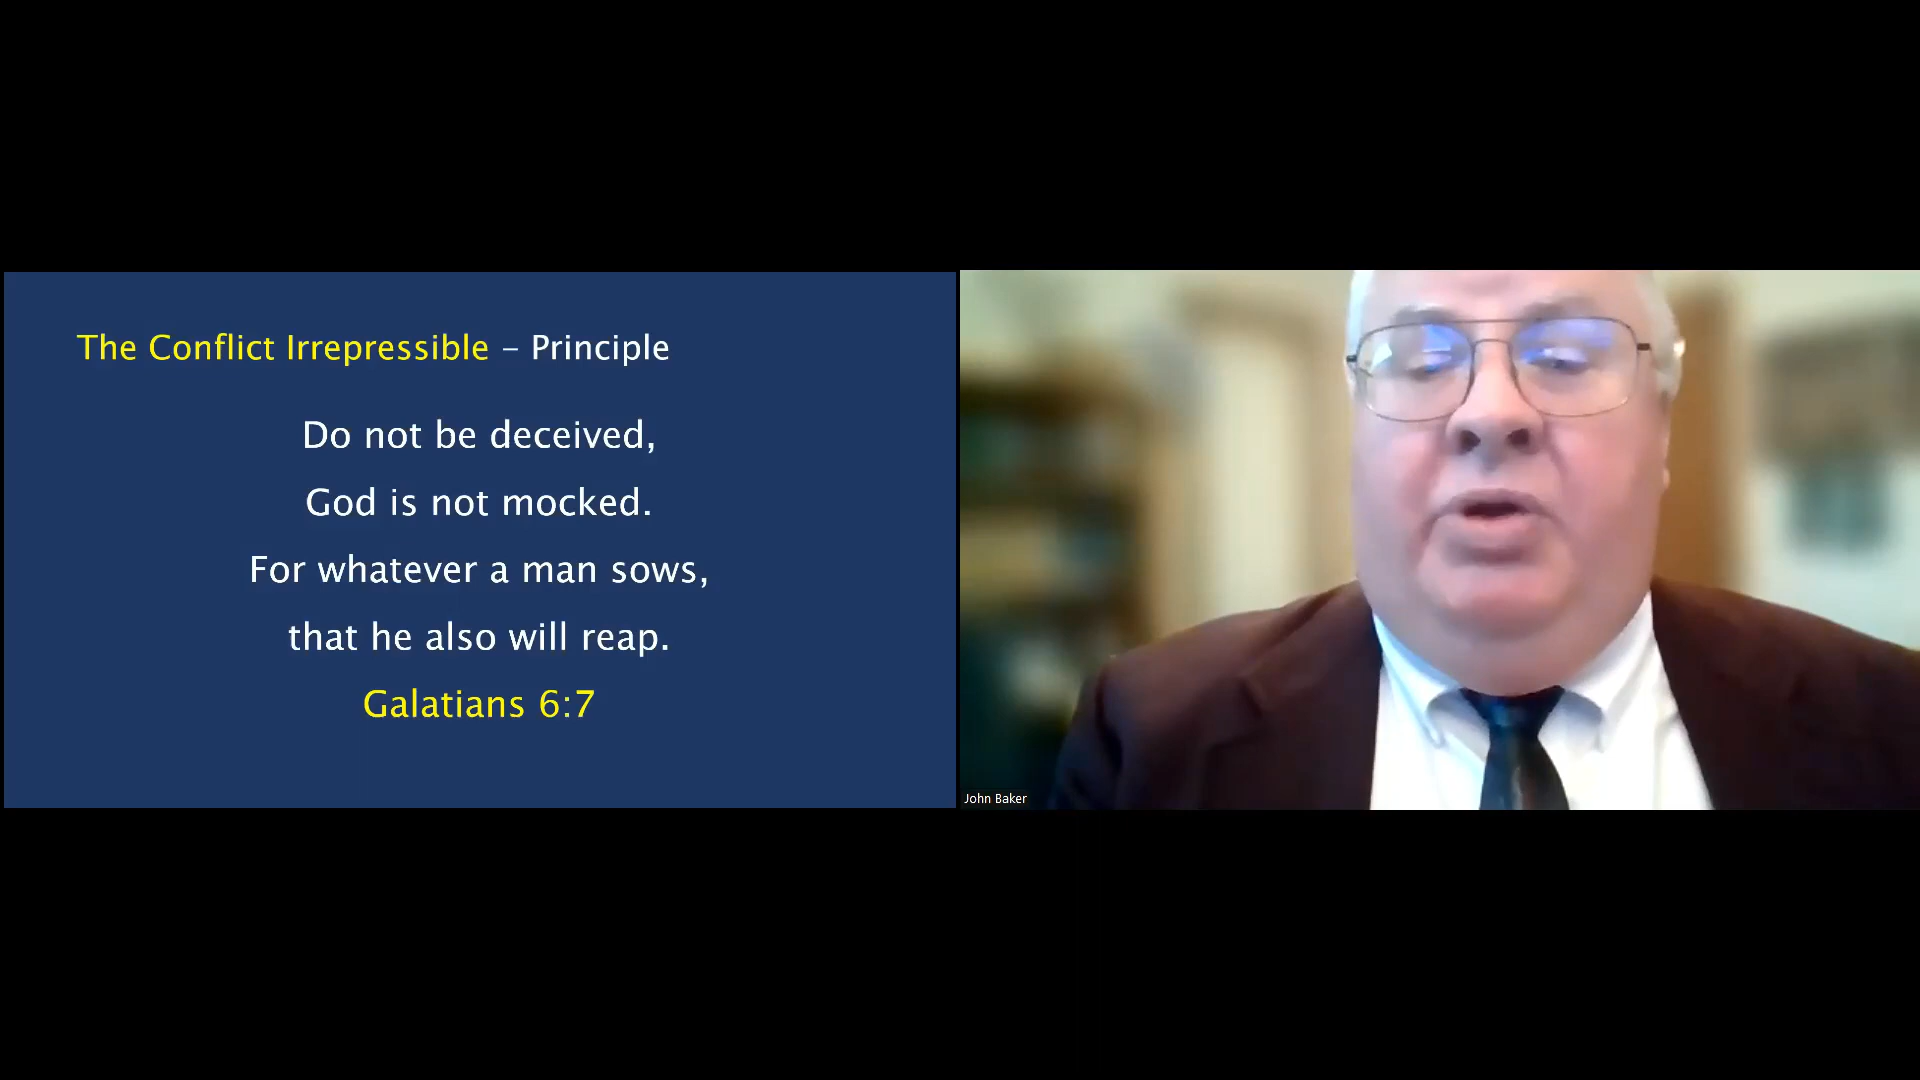 The Conflict Irrepressible – Principle
Do not be deceived,
God is not mocked.
For whatever a man sows,
that he also will reap.
Galatians 6:7
John Baker